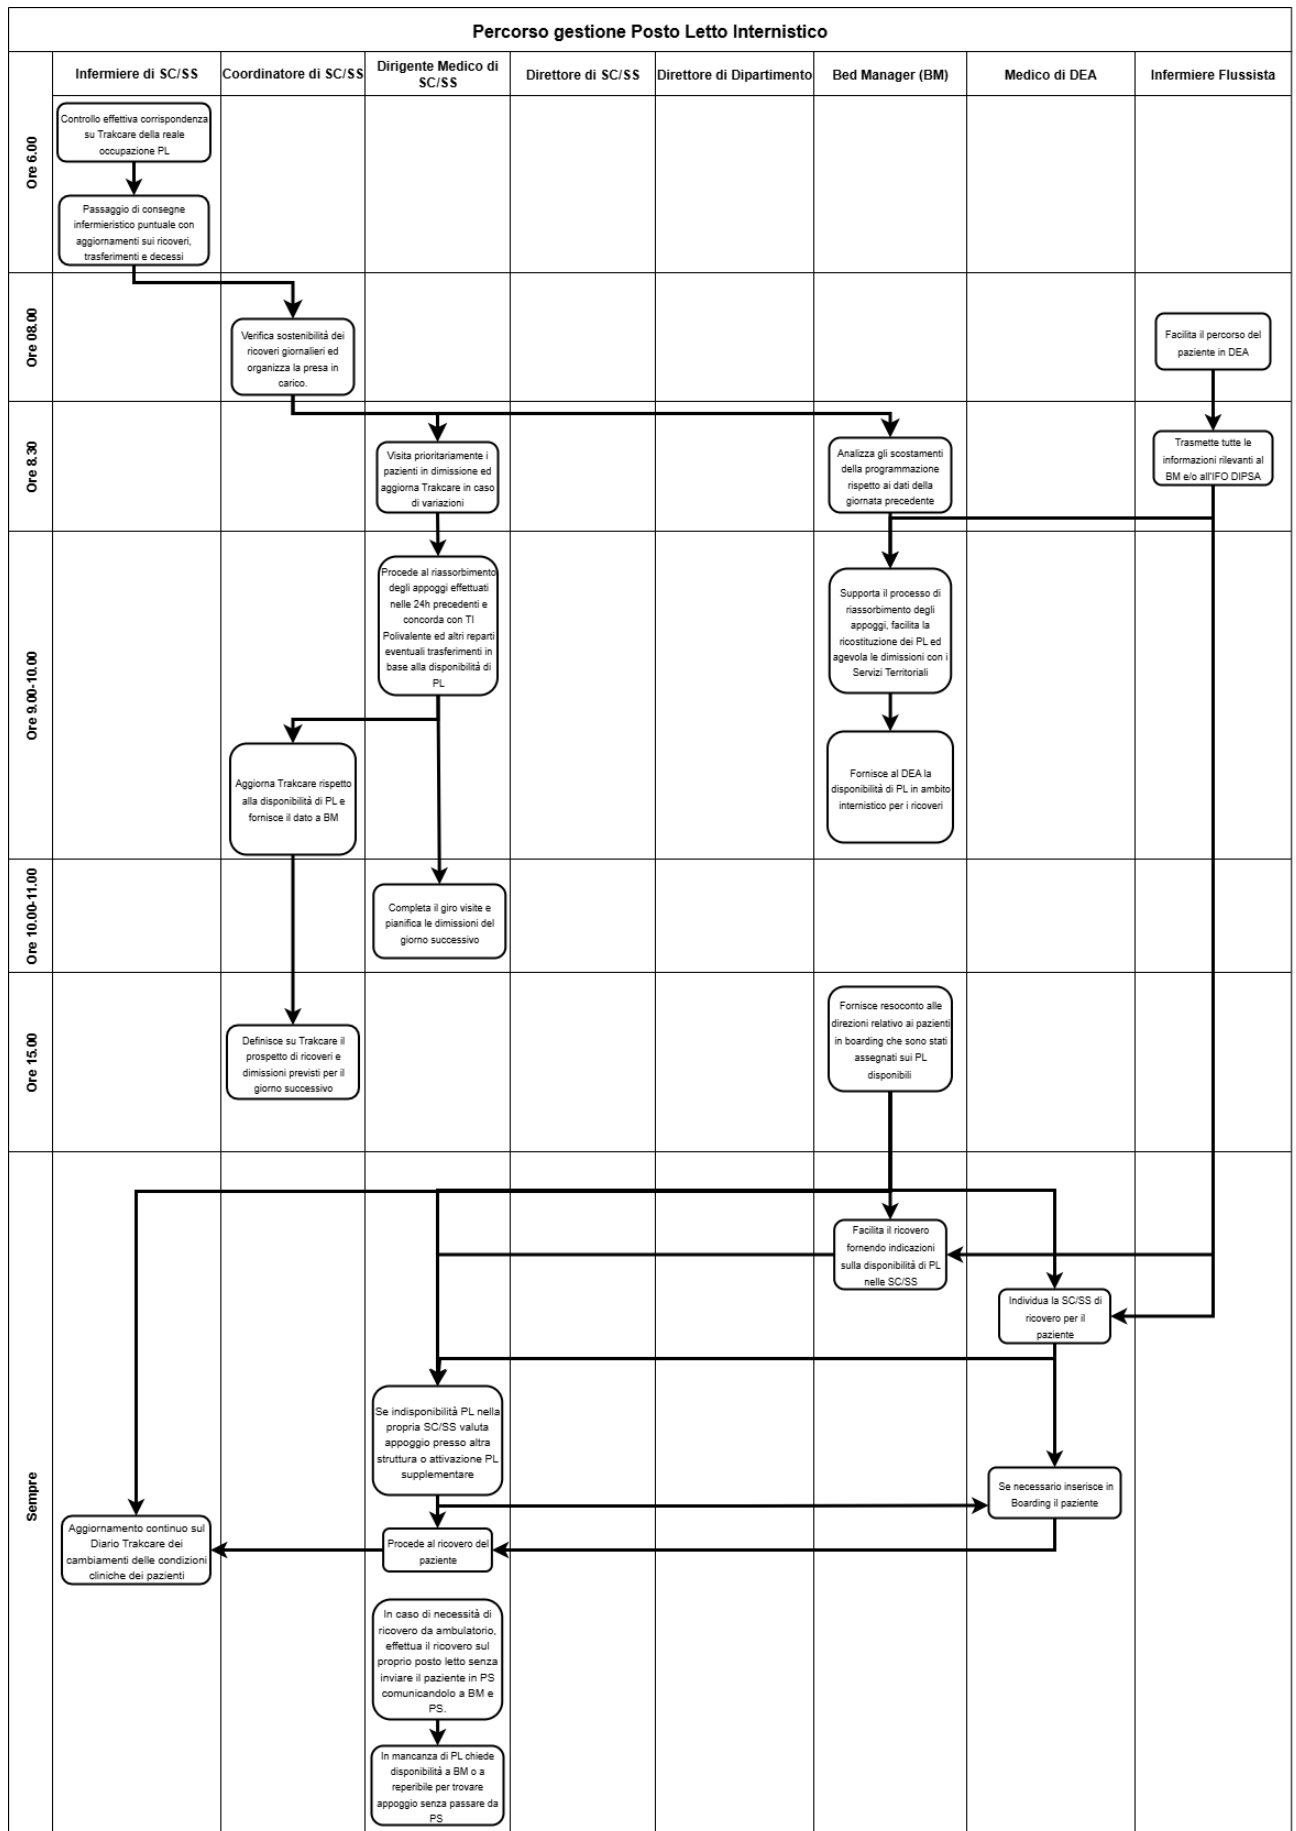 Percorso gestione Posto Letto Internistico
Infermiere di SC/SS
Coordinatore di SC/SS
Dirigente Medico di
SC/SS
Direttore di SC/SS
Direttore di Dipartimento
Bed Manager (BM)
Medico di DEA
Infermiere Flussista
Ore 6.00
Controllo effettiva corrispondenza
su Trakcare della reale
occupazione PL
Passaggio di consegne
infermieristico puntuale con
aggiornamenti sui ricoveri,
trasferimenti e decessi
Ore 08.00
Verifica sostenibilità dei
ricoveri giornalieri ed
organizza la presa in
carico.
Facilita il percorso del
paziente in DEA
Ore 8.30
Visita prioritariamente i
pazienti in dimissione ed
aggiorna Trakcare in caso
di variazioni
Analizza gli scostamenti
della programmazione
rispetto ai dati della
giornata precedente
Trasmette tutte le
informazioni rilevanti al
BM e/o all'IFO DIPSA
Ore 9.00-10.00
Procede al riassorbimento
degli appoggi effettuati
nelle 24h precedenti e
concorda con TI
Polivalente ed altri reparti
eventuali trasferimenti in
base alla disponibilità di
PL
Supporta il processo di
riassorbimento degli
appoggi, facilita la
ricostituzione dei PL ed
agevola le dimissioni con i
Servizi Territoriali
Aggiorna Trakcare rispetto
alla disponibilità di PL e
fornisce il dato a BM
Fornisce al DEA la
disponibilità di PL in ambito
internistico per i ricoveri
Ore 10.00-11.00
Completa il giro visite e
pianifica le dimissioni del
giorno successivo
Ore 15.00
Definisce su Trakcare il
prospetto di ricoveri e
dimissioni previsti per il
giorno successivo
Fornisce resoconto alle
direzioni relativo ai pazienti
in boarding che sono stati
assegnati sui PL
disponibili
Sempre
Facilita il ricovero
fornendo indicazioni
sulla disponibilità di PL
nelle SC/SS
Individua la SC/SS di
ricovero per il
paziente
Se indisponibilità PL nella
propria SC/SS valuta
appoggio presso altra
struttura o attivazione PL
supplementare
Se necessario inserisce in
Boarding il paziente
Aggiornamento continuo sul
Diario Trakcare dei
cambiamenti delle condizioni
cliniche dei pazienti
Procede al ricovero del
paziente
In caso di necessità di
ricovero da ambulatorio,
effettua il ricovero sul
proprio posto letto senza
inviare il paziente in PS
comunicandolo a BM e
PS.
In mancanza di PL chiede
disponibilità a BM o a
reperibile per trovare
appoggio senza passare da
PS